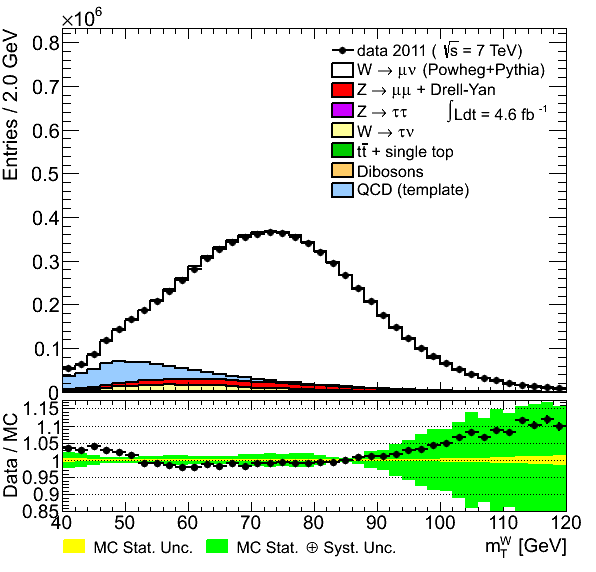 ×10⁶
Entries / 2.0 GeV
0.8
0.7
0.6
0.5
0.4
0.3
0.2
0.1
0
data 2011 ( √s = 7 TeV)
W → μν (Powheg+Pythia)
Z → μμ + Drell-Yan
Z → ττ
∫Ldt = 4.6 fb⁻¹
W → τν
tt̅ + single top
Dibosons
QCD (template)
Data / MC
1.15
1.1
1.05
1
0.95
0.9
0.85
40 50 60 70 80 90 100 110 120
MC Stat. Unc.
MC Stat. ⊕ Syst. Unc.
m_T^W [GeV]